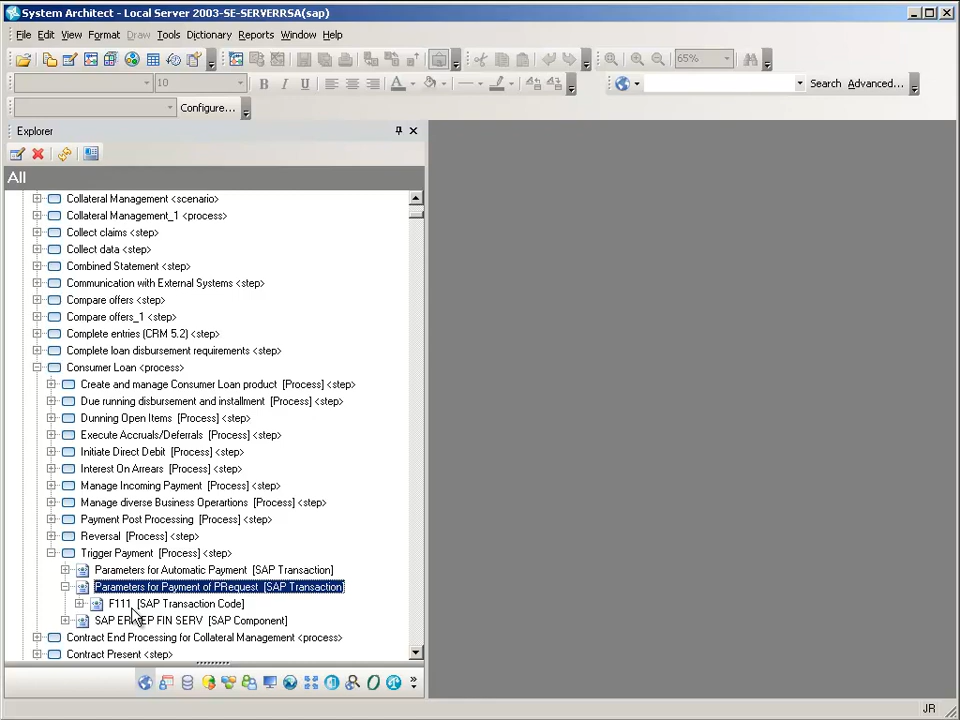 System Architect - Local Server 2003-SE-SERVERRSA(sap)
File Edit View Format Draw Tools Dictionary Reports Window Help
65%
10 B I U A Search Advanced...
Configure...
Explorer
All
Collateral Management <scenario>
Collateral Management_1 <process>
Collect claims <step>
Collect data <step>
Combined Statement <step>
Communication with External Systems <step>
Compare offers <step>
Compare offers_1 <step>
Complete entries (CRM 5.2) <step>
Complete loan disbursement requirements <step>
Consumer Loan <process>
Create and manage Consumer Loan product [Process] <step>
Due running disbursement and installment [Process] <step>
Dunning Open Items [Process] <step>
Execute Accruals/Deferrals [Process] <step>
Initiate Direct Debit [Process] <step>
Interest On Arrears [Process] <step>
Manage Incoming Payment [Process] <step>
Manage diverse Business Operartions [Process] <step>
Payment Post Processing [Process] <step>
Reversal [Process] <step>
Trigger Payment [Process] <step>
Parameters for Automatic Payment [SAP Transaction]
Parameters for Payment of PRequest [SAP Transaction]
F111 [SAP Transaction Code]
SAP FIN SERV [SAP Component]
Contract End Processing for Collateral Management <process>
Contract Present <step>
JR